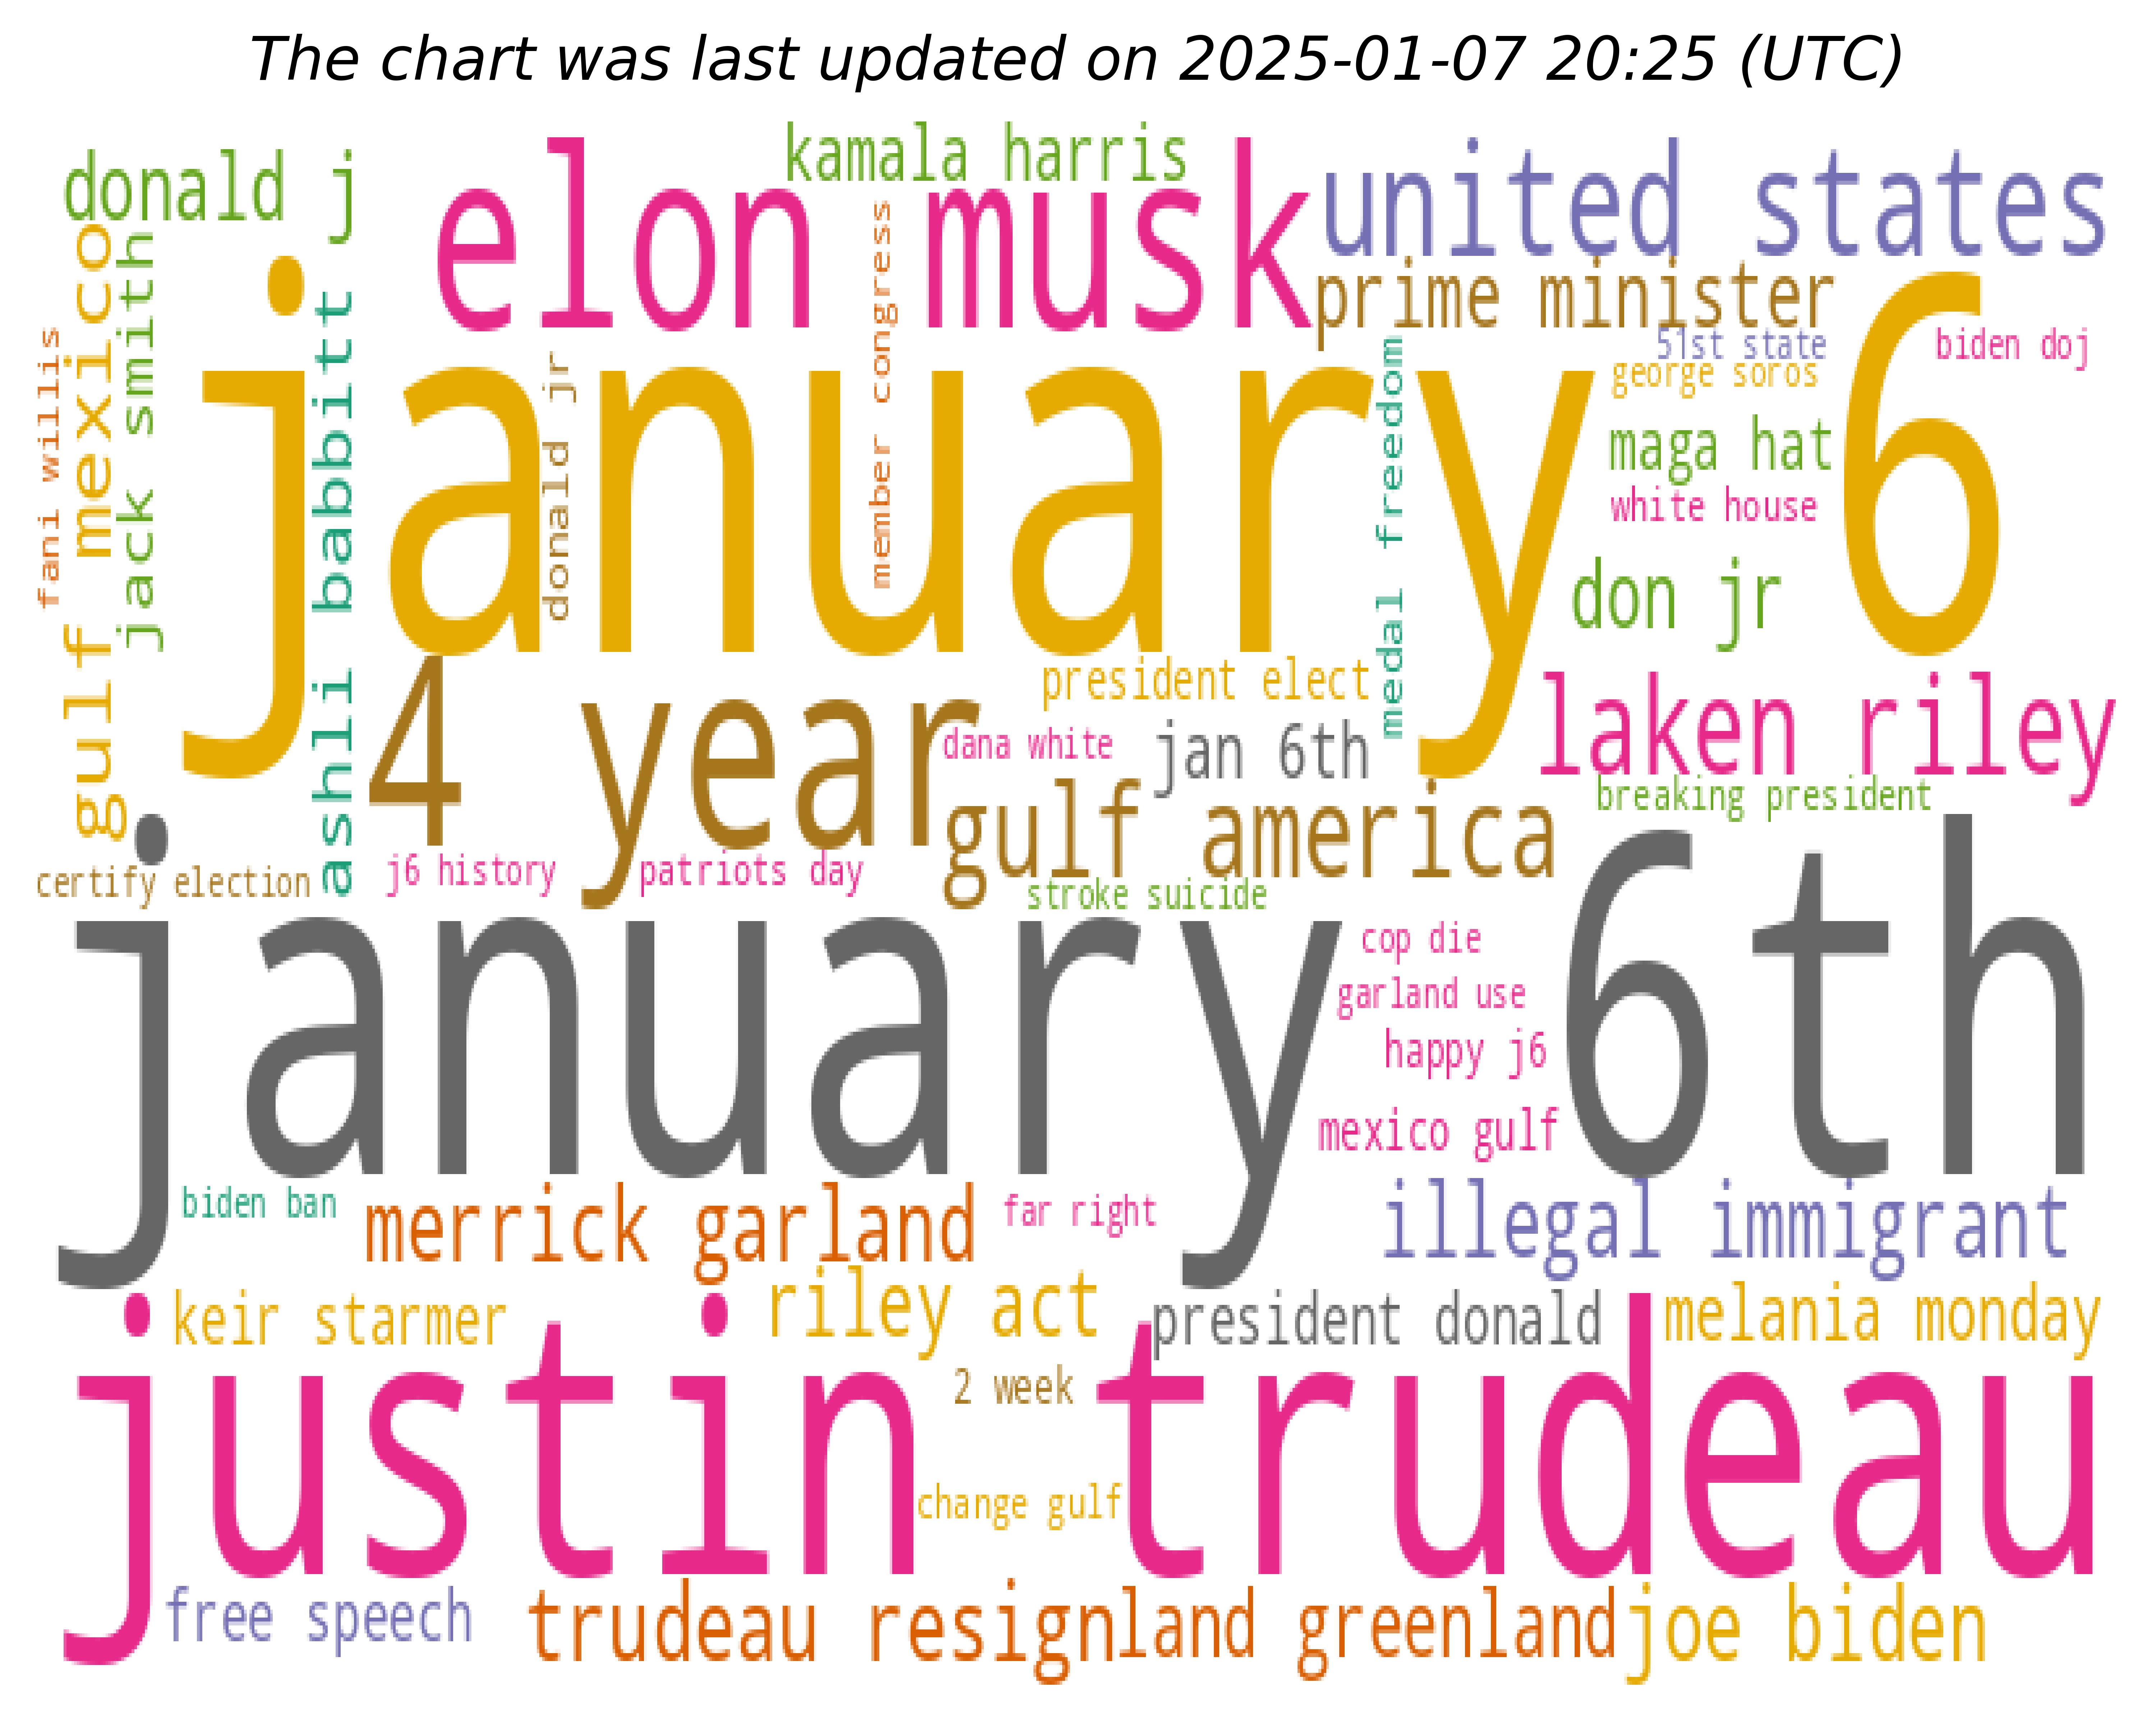 The chart was last updated on 2025-01-07 20:25 (UTC)
kamala harris
donald j
elon musk
united states
prime minister
51st state
biden doj
george soros
january 6
maga hat
white house
don jr
fani willis
gulf mexico
jack smith
ashli babbitt
donald jr
member congress
medal freedom
president elect
4 year
dana white
jan 6th
laken riley
breaking president
gulf america
certify election
j6 history
patriots day
stroke suicide
january 6th
cop die
garland use
happy j6
mexico gulf
biden ban
merrick garland
far right
illegal immigrant
keir starmer
riley act
president donald
melania monday
justin trudeau
2 week
change gulf
free speech
trudeau resign
land greenland
joe biden